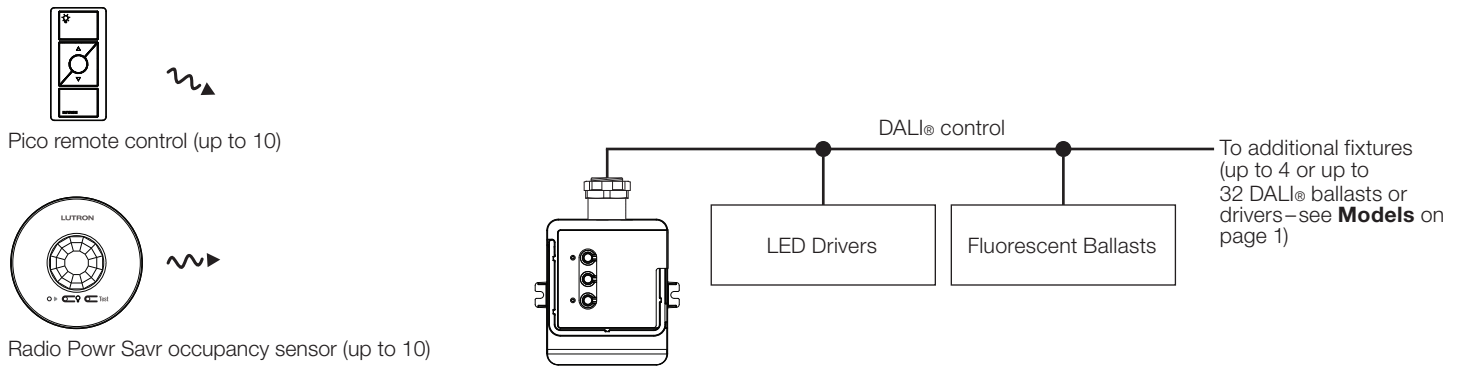 Pico remote control (up to 10)
LUTRON
Test
Radio Powr Savr occupancy sensor (up to 10)
DALI® control
LED Drivers
Fluorescent Ballasts
To additional fixtures
(up to 4 or up to
32 DALI® ballasts or
drivers–see Models on
page 1)